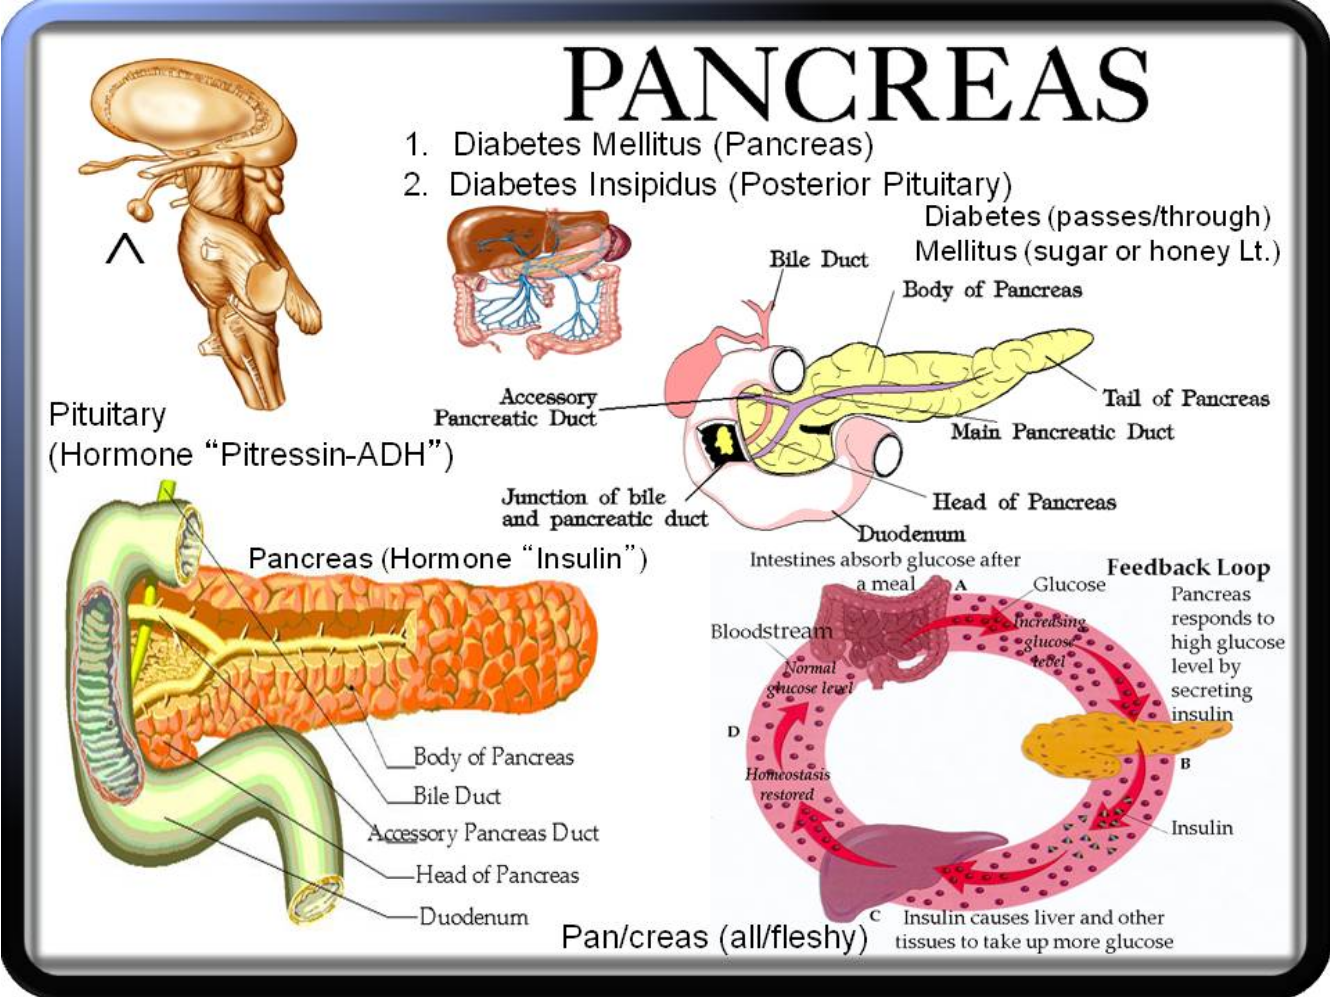 PANCREAS
1. Diabetes Mellitus (Pancreas)
2. Diabetes Insipidus (Posterior Pituitary)
Diabetes (passes/through)
Mellitus (sugar or honey Lt.)
Bile Duct
Body of Pancreas
Accessory
Pancreatic Duct
Tail of Pancreas
Main Pancreatic Duct
Junction of bile
and pancreatic duct
Head of Pancreas
Duodenum
Pituitary
(Hormone “Pitressin-ADH”)
Pancreas (Hormone “Insulin”)
Body of Pancreas
Bile Duct
Accessory Pancreas Duct
Head of Pancreas
Duodenum
Intestines absorb glucose after
a meal
A
Glucose
Feedback Loop
Pancreas
responds to
high glucose
level by
secreting
insulin
Bloodstream
Increasing
glucose
level
Normal
glucose level
D
B
Homeostasis
restored
Insulin
C
Insulin causes liver and other
tissues to take up more glucose
Pan/creas (all/fleshy)